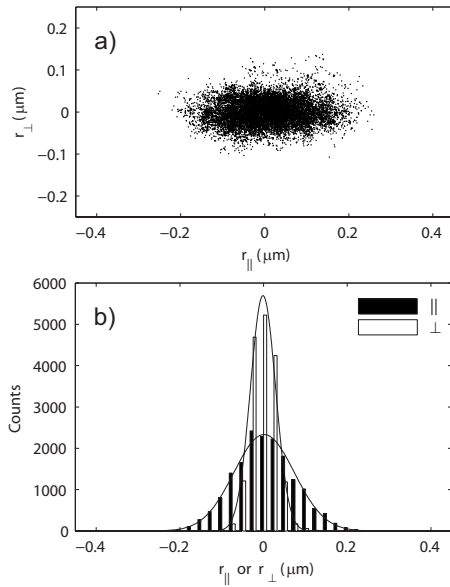 a)
0.2
0.1
0
−0.1
−0.2
r⊥ (μm)
−0.4 −0.2 0 0.2 0.4
r|| (μm)
b)
6000
5000
4000
3000
2000
1000
0
Counts
||
⊥
−0.4 −0.2 0 0.2 0.4
r|| or r⊥ (μm)